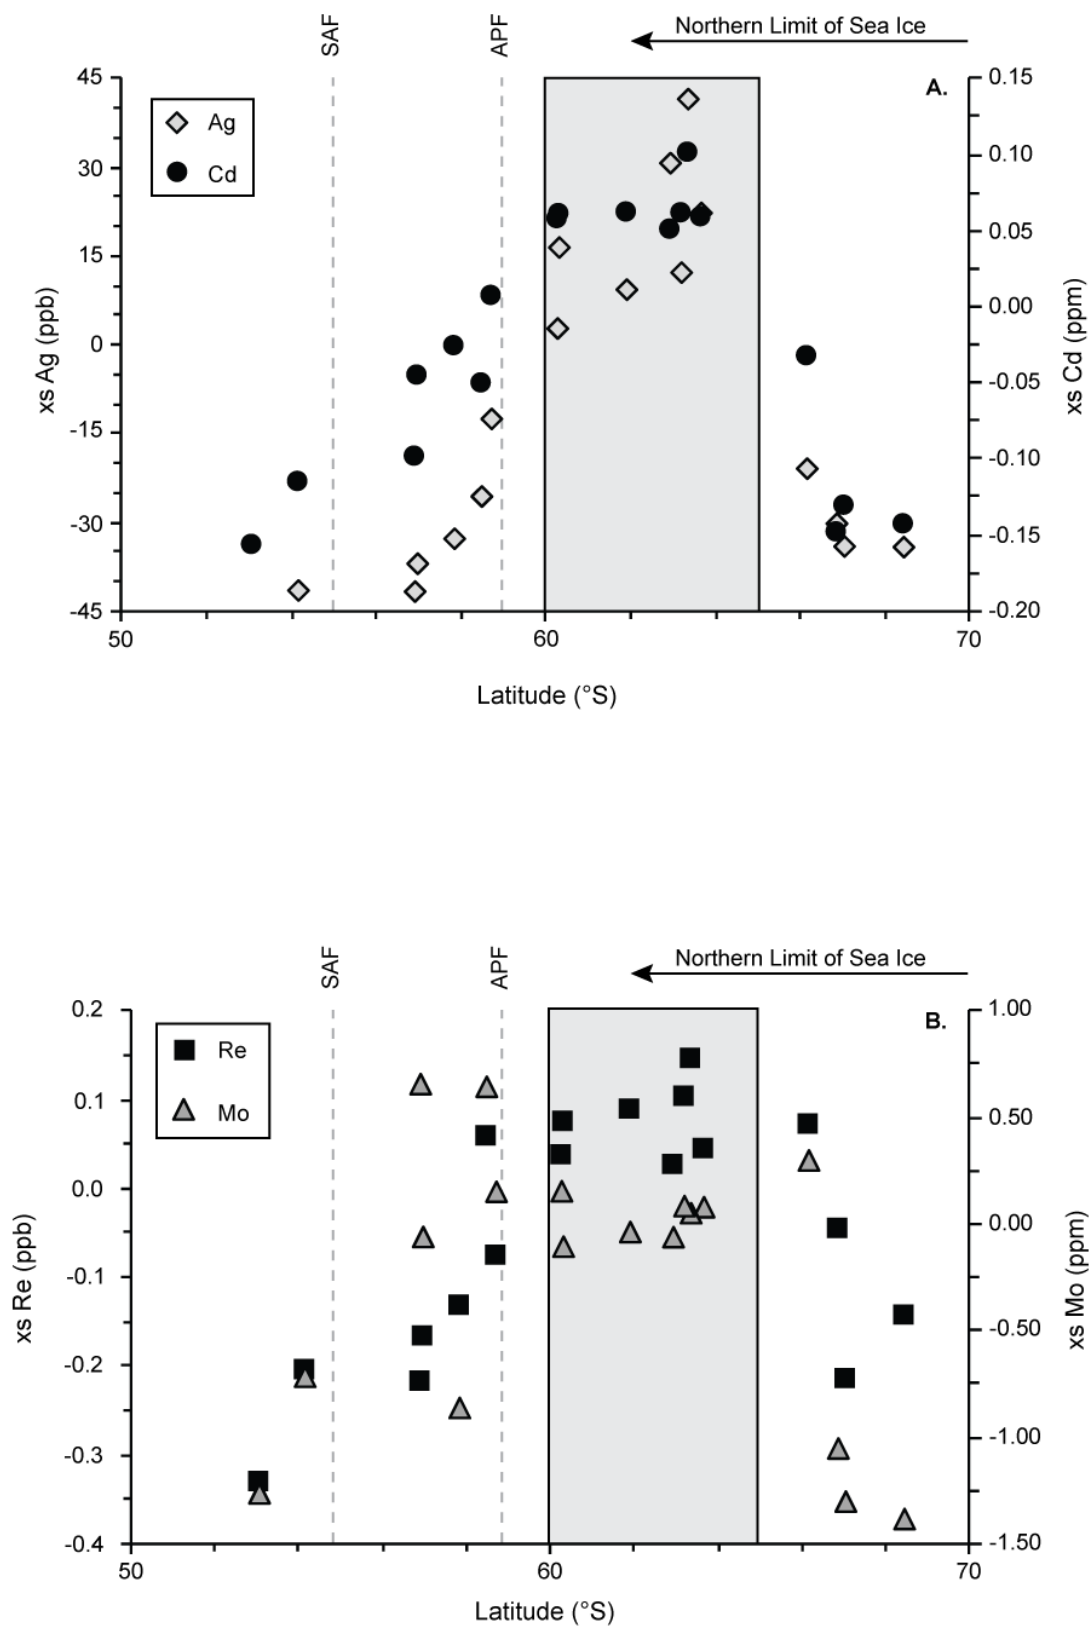 SAF
APF
Northern Limit of Sea Ice
A.
Ag
Cd
45
30
15
0
-15
-30
-45
xs Ag (ppb)
0.15
0.10
0.05
0.00
-0.05
-0.10
-0.15
-0.20
xs Cd (ppm)
50
60
70
Latitude (°S)
SAF
APF
Northern Limit of Sea Ice
B.
Re
Mo
0.2
0.1
0.0
-0.1
-0.2
-0.3
-0.4
xs Re (ppb)
1.00
0.50
0.00
-0.50
-1.00
-1.50
xs Mo (ppm)
50
60
70
Latitude (°S)